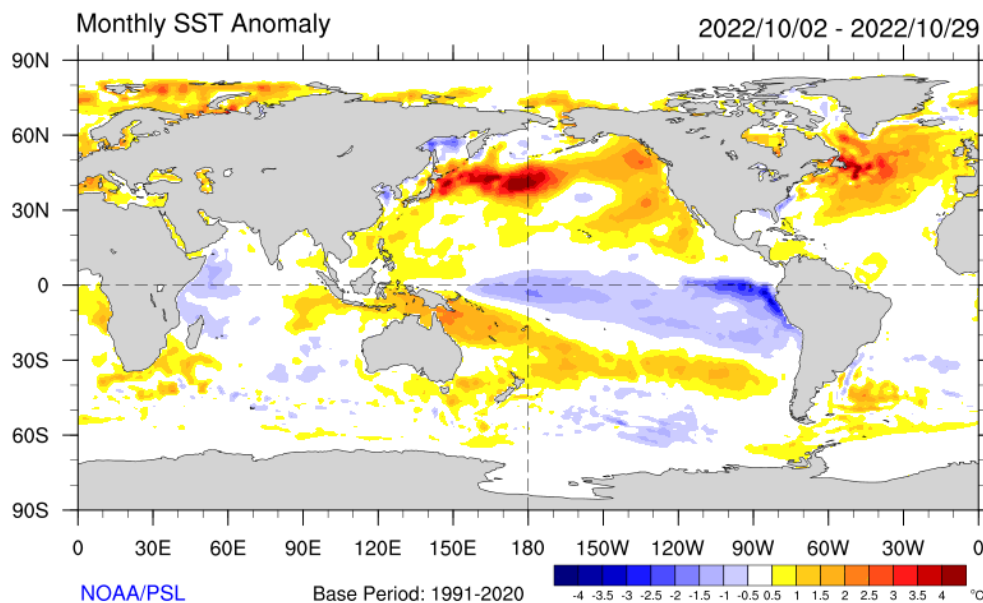 Monthly SST Anomaly 2022/10/02 - 2022/10/29
90N
60N
30N
0
30S
60S
90S
0 30E 60E 90E 120E 150E 180 150W 120W 90W 60W 30W 0
-4 -3.5 -3 -2.5 -2 -1.5 -1 -0.5 0.5 1 1.5 2 2.5 3 3.5 4 °C
NOAA/PSL Base Period: 1991-2020